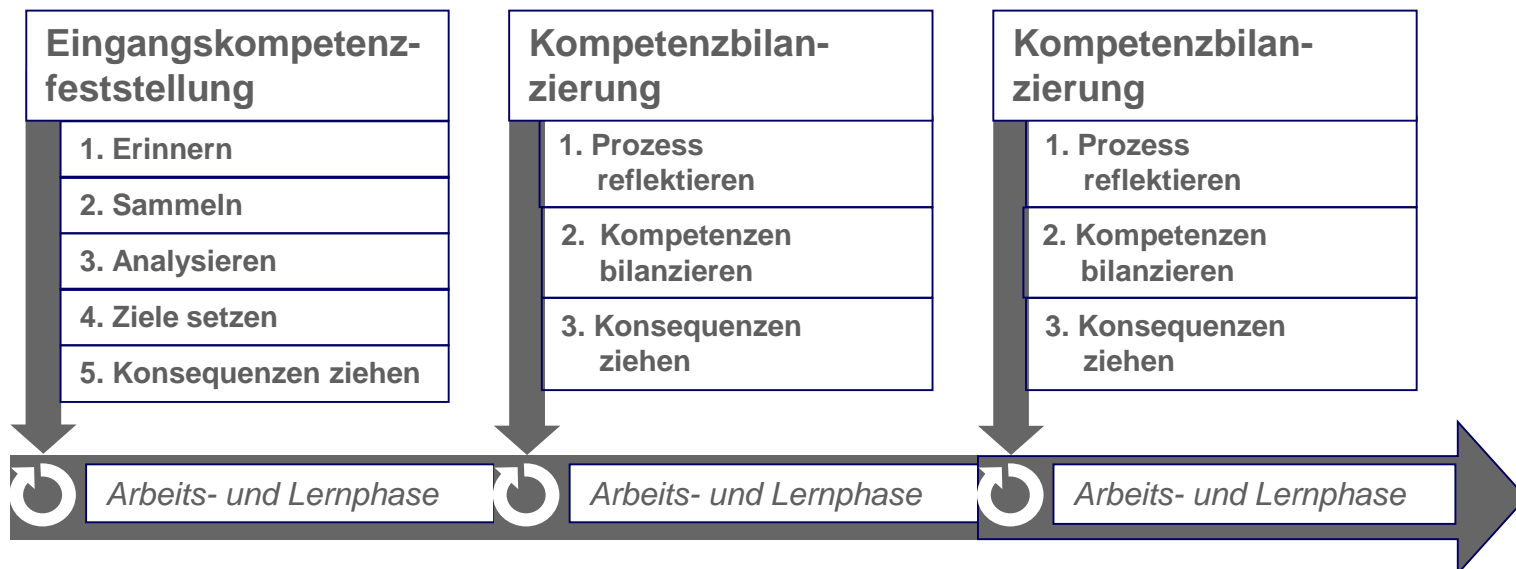 Eingangskompetenz-
feststellung
1. Erinnern
2. Sammeln
3. Analysieren
4. Ziele setzen
5. Konsequenzen ziehen
Kompetenzbilan-
zierung
1. Prozess
reflektieren
2. Kompetenzen
bilanzieren
3. Konsequenzen
ziehen
Kompetenzbilan-
zierung
1. Prozess
reflektieren
2. Kompetenzen
bilanzieren
3. Konsequenzen
ziehen
Arbeits- und Lernphase
Arbeits- und Lernphase
Arbeits- und Lernphase